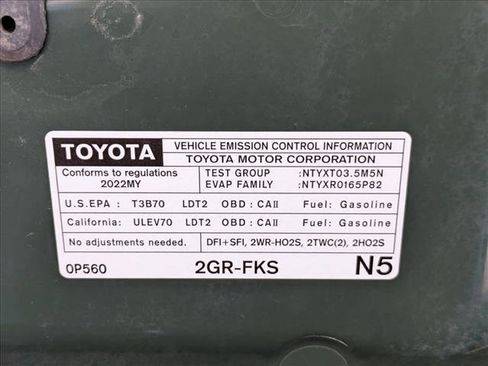 TOYOTA VEHICLE EMISSION CONTROL INFORMATION
TOYOTA MOTOR CORPORATION
Conforms to regulations 2022MY
TEST GROUP :NTYXT03.5M5N
EVAP FAMILY :NTYXR0165P82
U.S.EPA : T3B70 LDT2 OBD : CAII Fuel: Gasoline
California: ULEV70 LDT2 OBD : CAII Fuel: Gasoline
No adjustments needed. DFI+SFI, 2WR-HO2S, 2TWC(2), 2HO2S
0P560 2GR-FKS N5